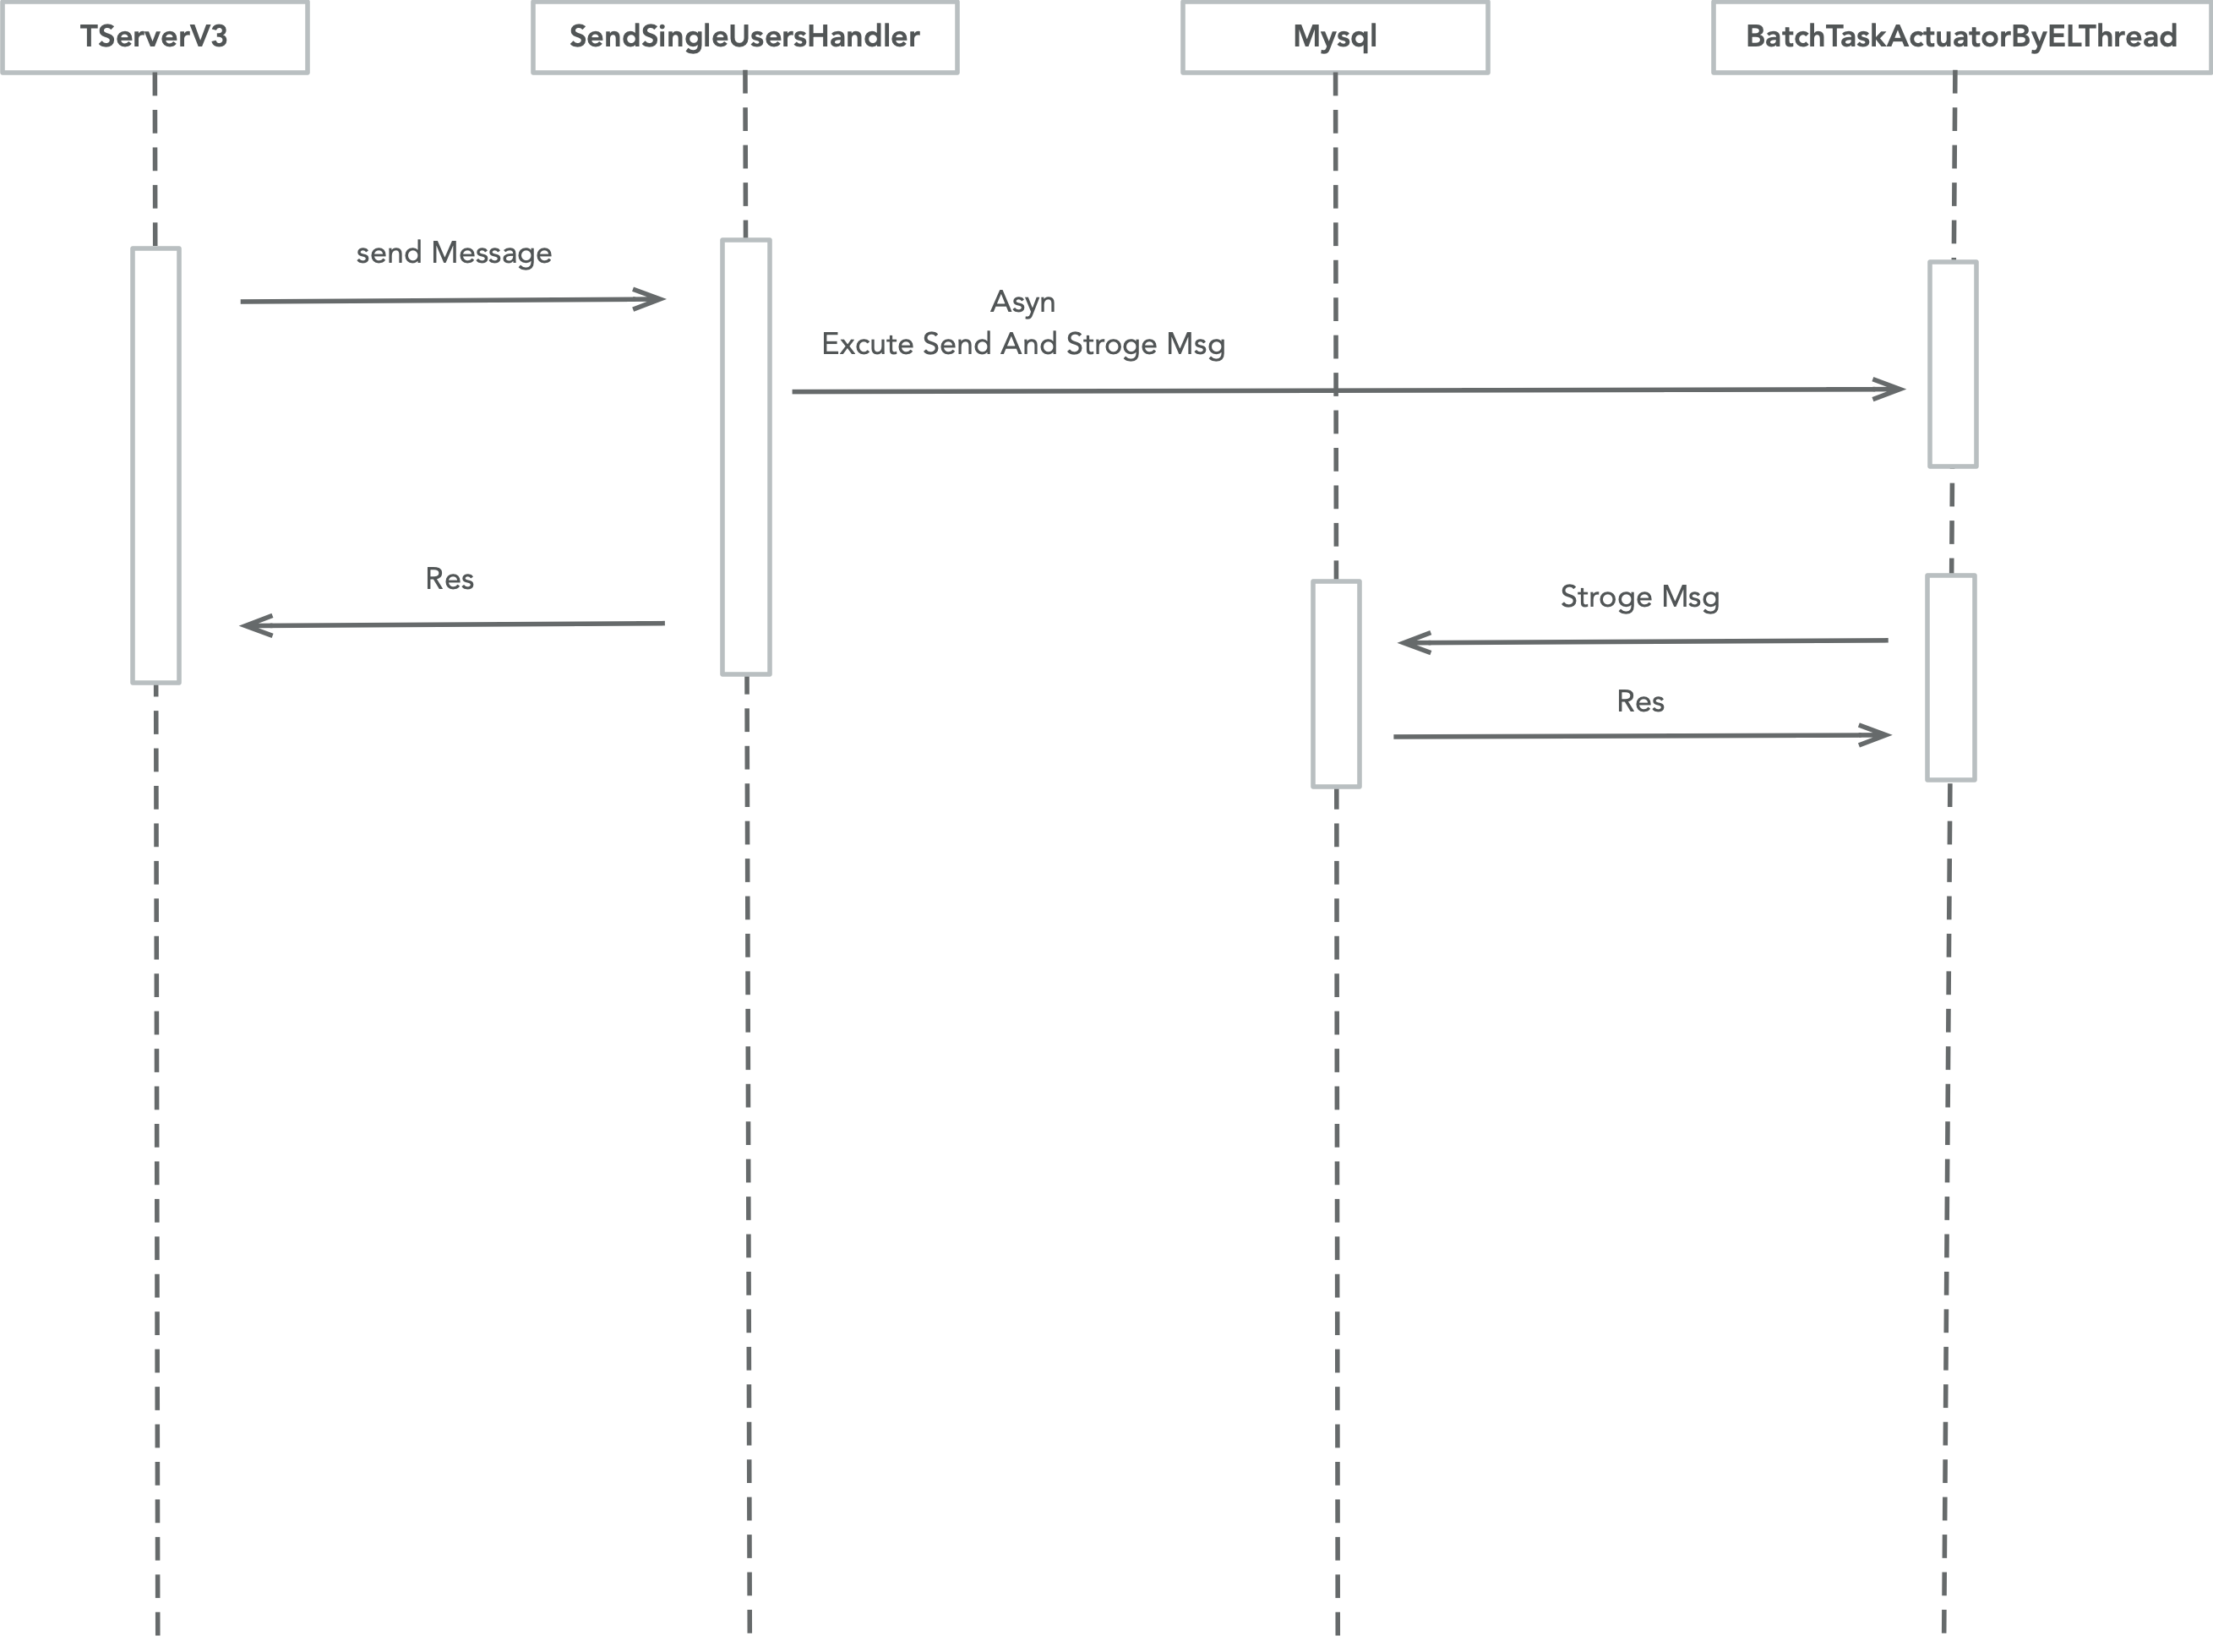 TServerV3
SendSingleUsersHandler
Mysql
BatchTaskActuatorByELThread
send Message
Asyn
Excute Send And Stroge Msg
Res
Stroge Msg
Res